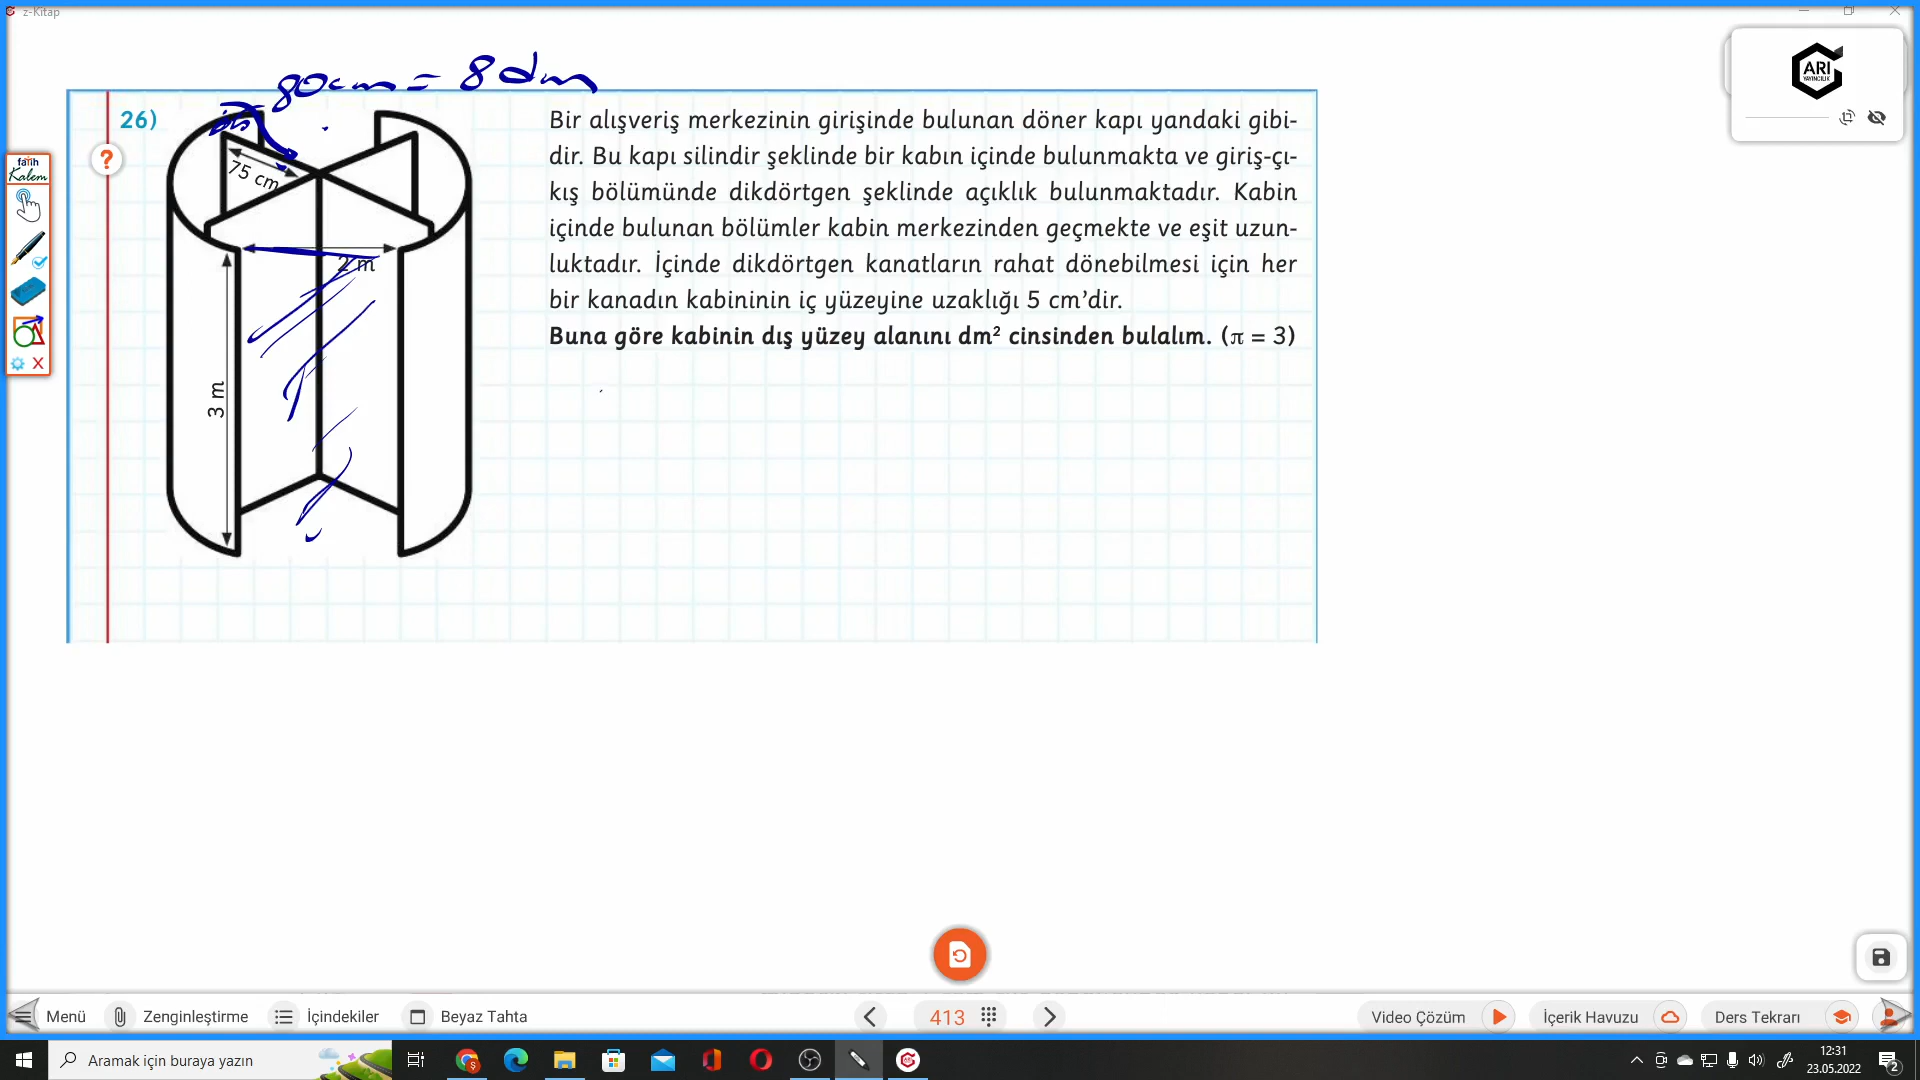 z-Kitap
80cm = 8 dm
ARI
YAYINCILIK
26)
Bir alışveriş merkezinin girişinde bulunan döner kapı yandaki gibi-
dir. Bu kapı silindir şeklinde bir kabın içinde bulunmakta ve giriş-çı-
kış bölümünde dikdörtgen şeklinde açıklık bulunmaktadır. Kabin
içinde bulunan bölümler kabin merkezinden geçmekte ve eşit uzun-
luktadır. İçinde dikdörtgen kanatların rahat dönebilmesi için her
bir kanadın kabininin iç yüzeyine uzaklığı 5 cm'dir.
Buna göre kabinin dış yüzey alanını dm² cinsinden bulalım. (π = 3)
75 cm
2 m
3 m
fatih
Kalem
?
X
Menü
Zenginleştirme
İçindekiler
Beyaz Tahta
413
Video Çözüm
İçerik Havuzu
Ders Tekrarı
Aramak için buraya yazın
12:31
23.05.2022
2